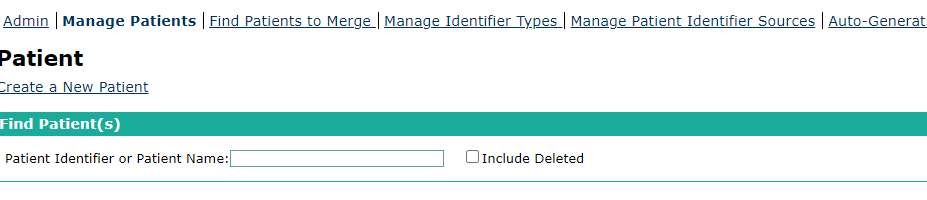 Admin | Manage Patients | Find Patients to Merge | Manage Identifier Types | Manage Patient Identifier Sources | Auto-Generat
Patient
Create a New Patient
Find Patient(s)
Patient Identifier or Patient Name: Include Deleted